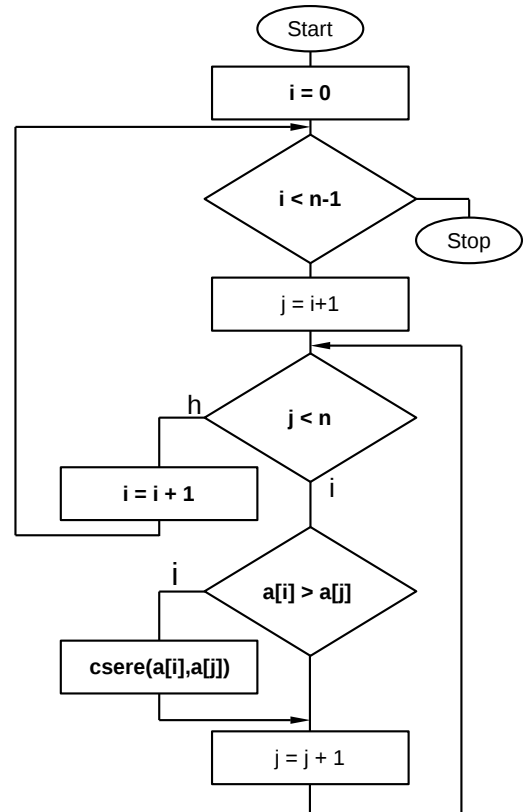 Start
i = 0
i < n-1
Stop
j = i+1
h
j < n
i = i + 1
i
i
a[i] > a[j]
csere(a[i],a[j])
j = j + 1